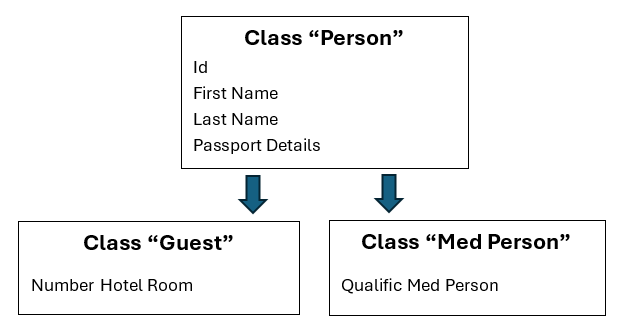 Class “Person”
Id
First Name
Last Name
Passport Details
Class “Guest”
Number Hotel Room
Class “Med Person”
Qualific Med Person